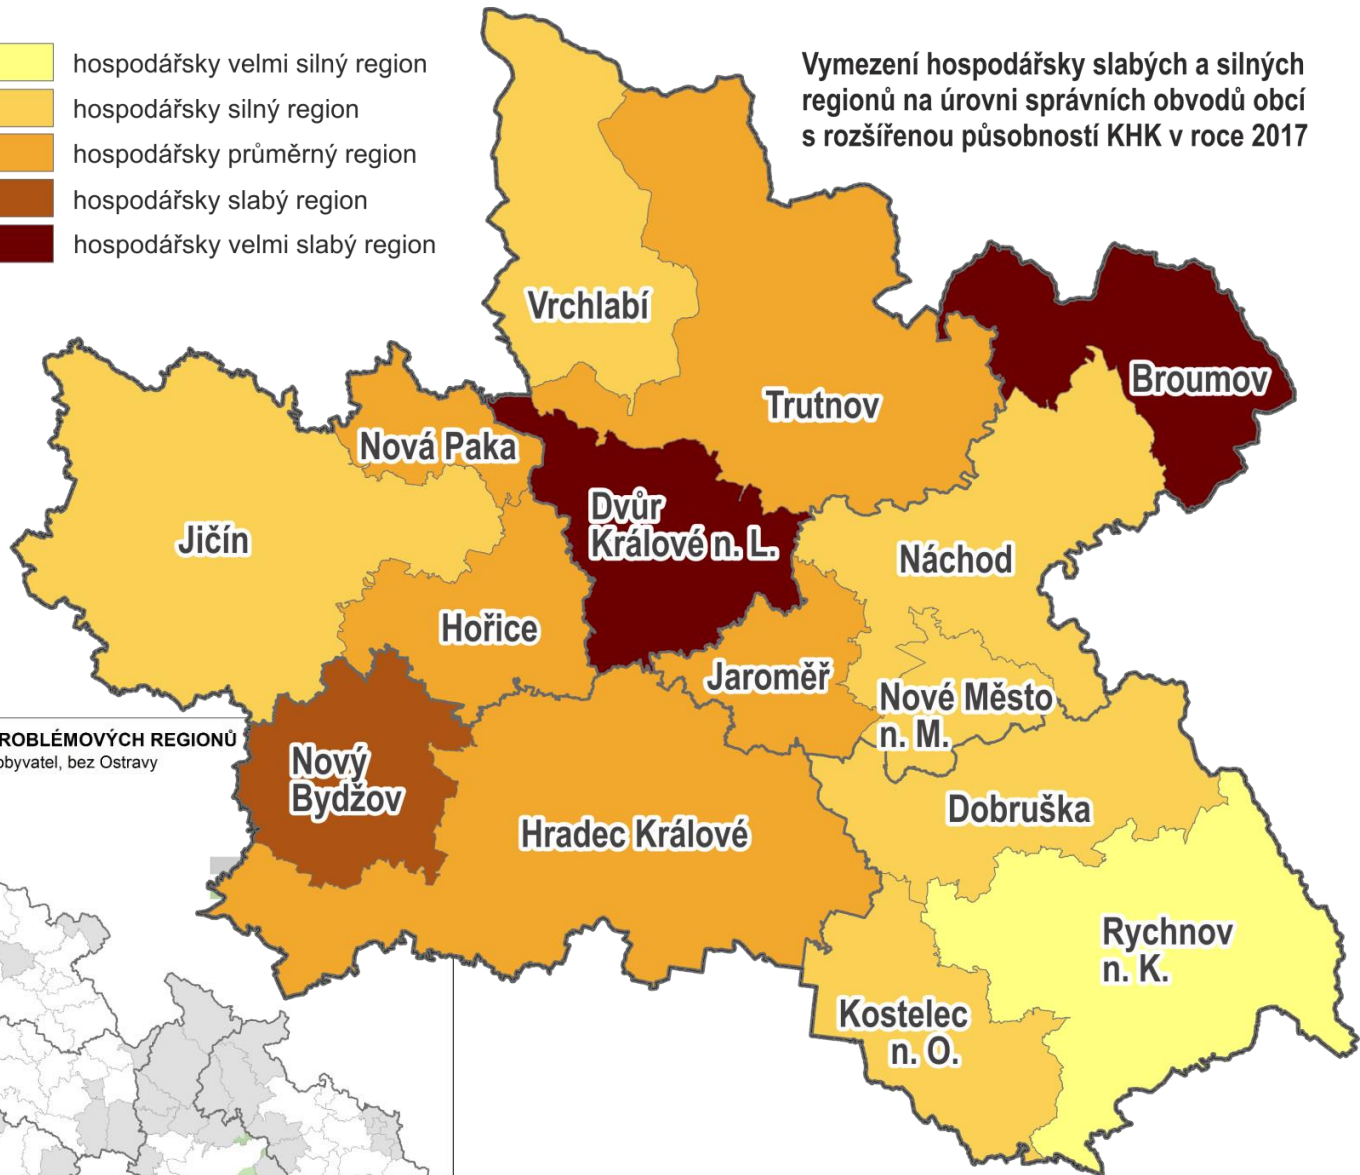 hospodářsky velmi silný region
hospodářsky silný region
hospodářsky průměrný region
hospodářsky slabý region
hospodářsky velmi slabý region
Vymezení hospodářsky slabých a silných
regionů na úrovni správních obvodů obcí
s rozšířenou působností KHK v roce 2017
Vrchlabí
Trutnov
Broumov
Nová Paka
Jičín
Dvůr
Králové n. L.
Náchod
Hořice
Jaroměř
Nové Město
n. M.
ROBLÉMOVÝCH REGIONŮ
obyvatel, bez Ostravy
Nový
Bydžov
Hradec Králové
Dobruška
Rychnov
n. K.
Kostelec
n. O.